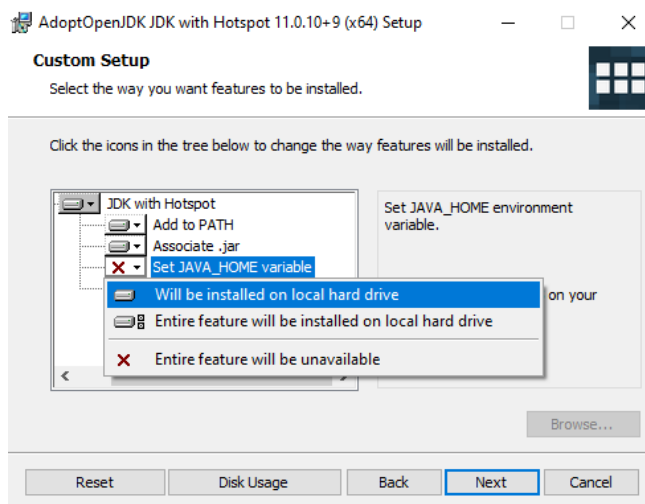 AdoptOpenJDK JDK with Hotspot 11.0.10+9 (x64) Setup
Custom Setup
Select the way you want features to be installed.
Click the icons in the tree below to change the way features will be installed.
JDK with Hotspot
Add to PATH
Associate .jar
Set JAVA_HOME variable
Set JAVA_HOME environment
variable.
Will be installed on local hard drive
on your
Entire feature will be installed on local hard drive
Entire feature will be unavailable
Browse...
Reset
Disk Usage
Back
Next
Cancel